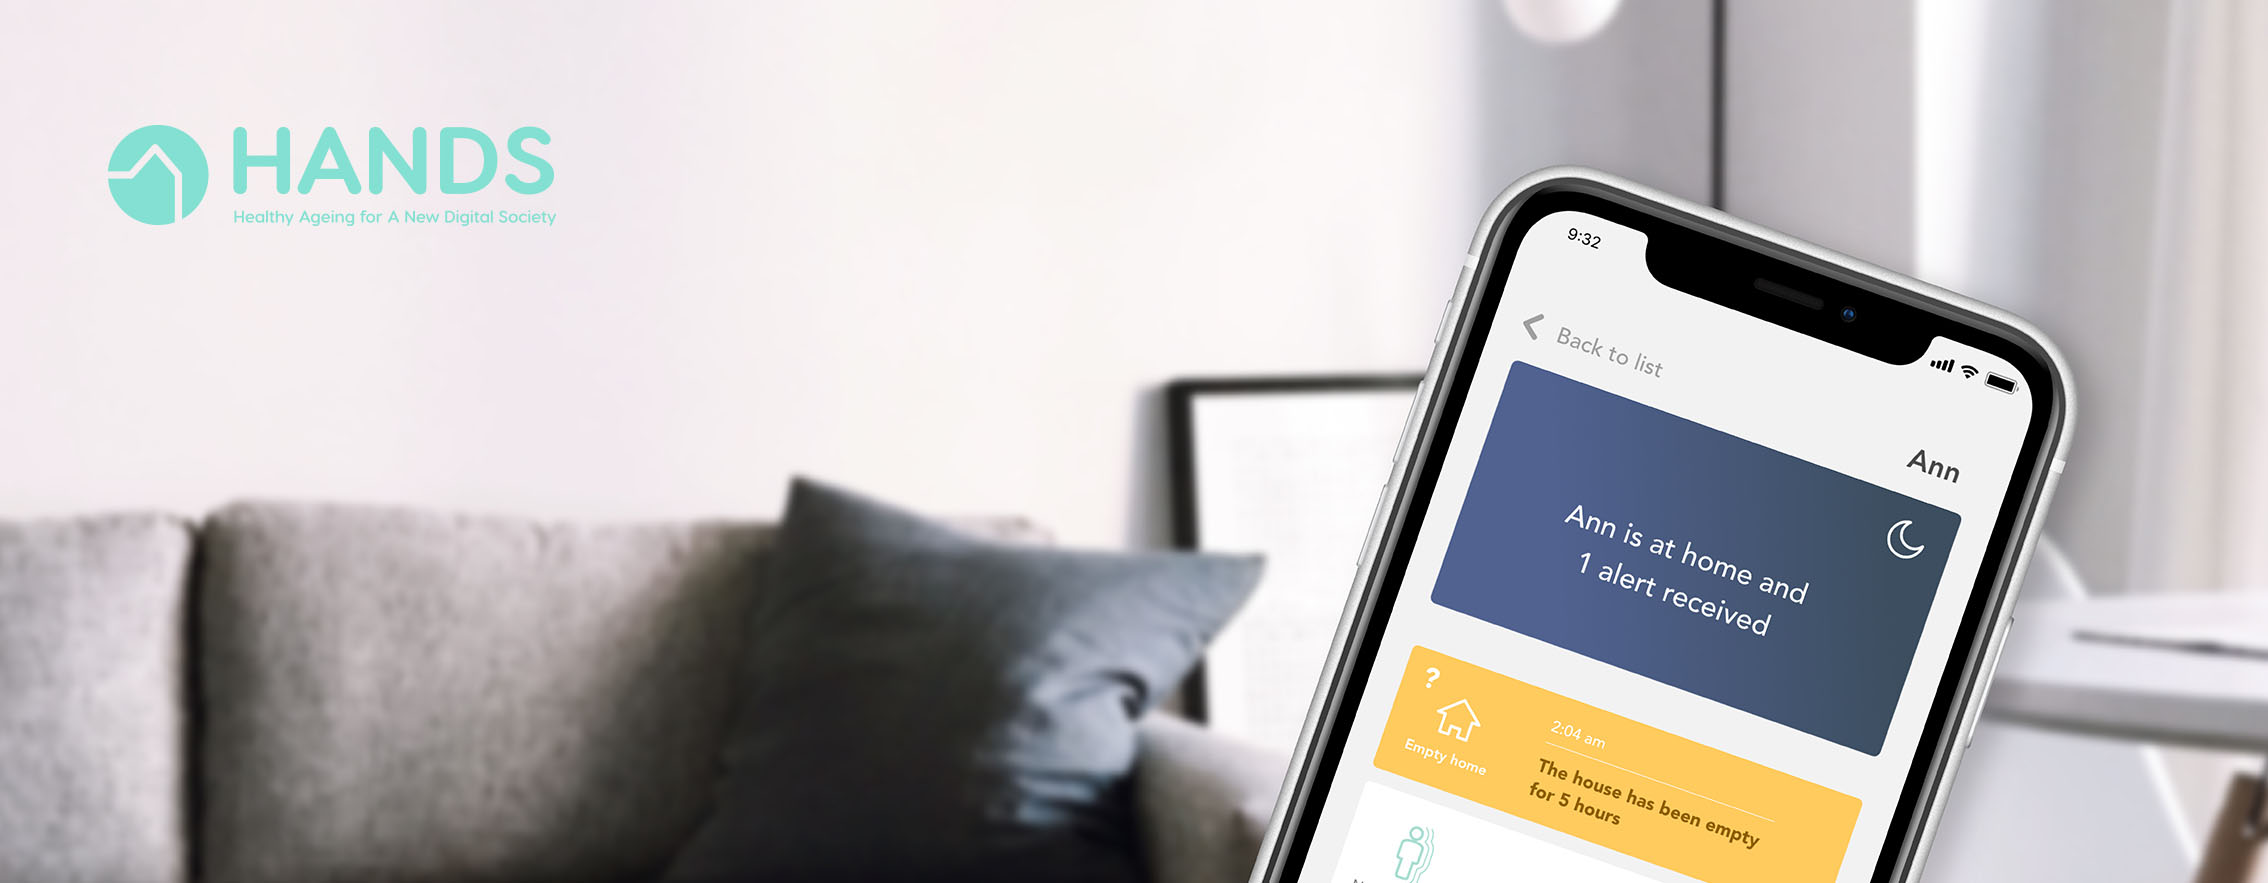 HANDS
Healthy Ageing for A New Digital Society
9:32
Back to list
Ann
Ann is at home and
1 alert received
?
2:04 am
Empty home
The house has been empty
for 5 hours